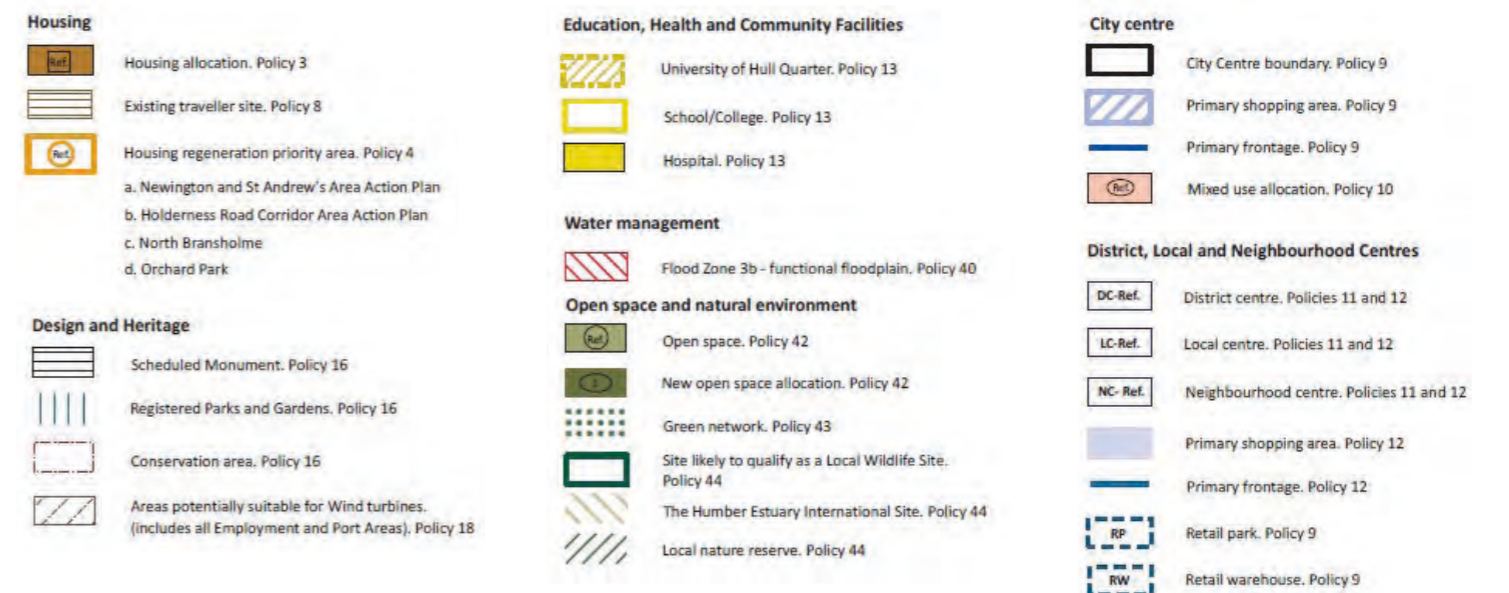 Housing
Ref.
Housing allocation. Policy 3
Existing traveller site. Policy 8
Ref.
Housing regeneration priority area. Policy 4
a. Newington and St Andrew's Area Action Plan
b. Holderness Road Corridor Area Action Plan
c. North Bransholme
d. Orchard Park
Design and Heritage
Scheduled Monument. Policy 16
Registered Parks and Gardens. Policy 16
Conservation area. Policy 16
Areas potentially suitable for Wind turbines.
(includes all Employment and Port Areas). Policy 18
Education, Health and Community Facilities
University of Hull Quarter. Policy 13
School/College. Policy 13
Hospital. Policy 13
Water management
Flood Zone 3b - functional floodplain. Policy 40
Open space and natural environment
Ref.
Open space. Policy 42
New open space allocation. Policy 42
Green network. Policy 43
Site likely to qualify as a Local Wildlife Site.
Policy 44
The Humber Estuary International Site. Policy 44
Local nature reserve. Policy 44
City centre
City Centre boundary. Policy 9
Primary shopping area. Policy 9
Primary frontage. Policy 9
Ref.
Mixed use allocation. Policy 10
District, Local and Neighbourhood Centres
DC-Ref.
District centre. Policies 11 and 12
LC-Ref.
Local centre. Policies 11 and 12
NC- Ref.
Neighbourhood centre. Policies 11 and 12
Primary shopping area. Policy 12
Primary frontage. Policy 12
RP
Retail park. Policy 9
RW
Retail warehouse. Policy 9